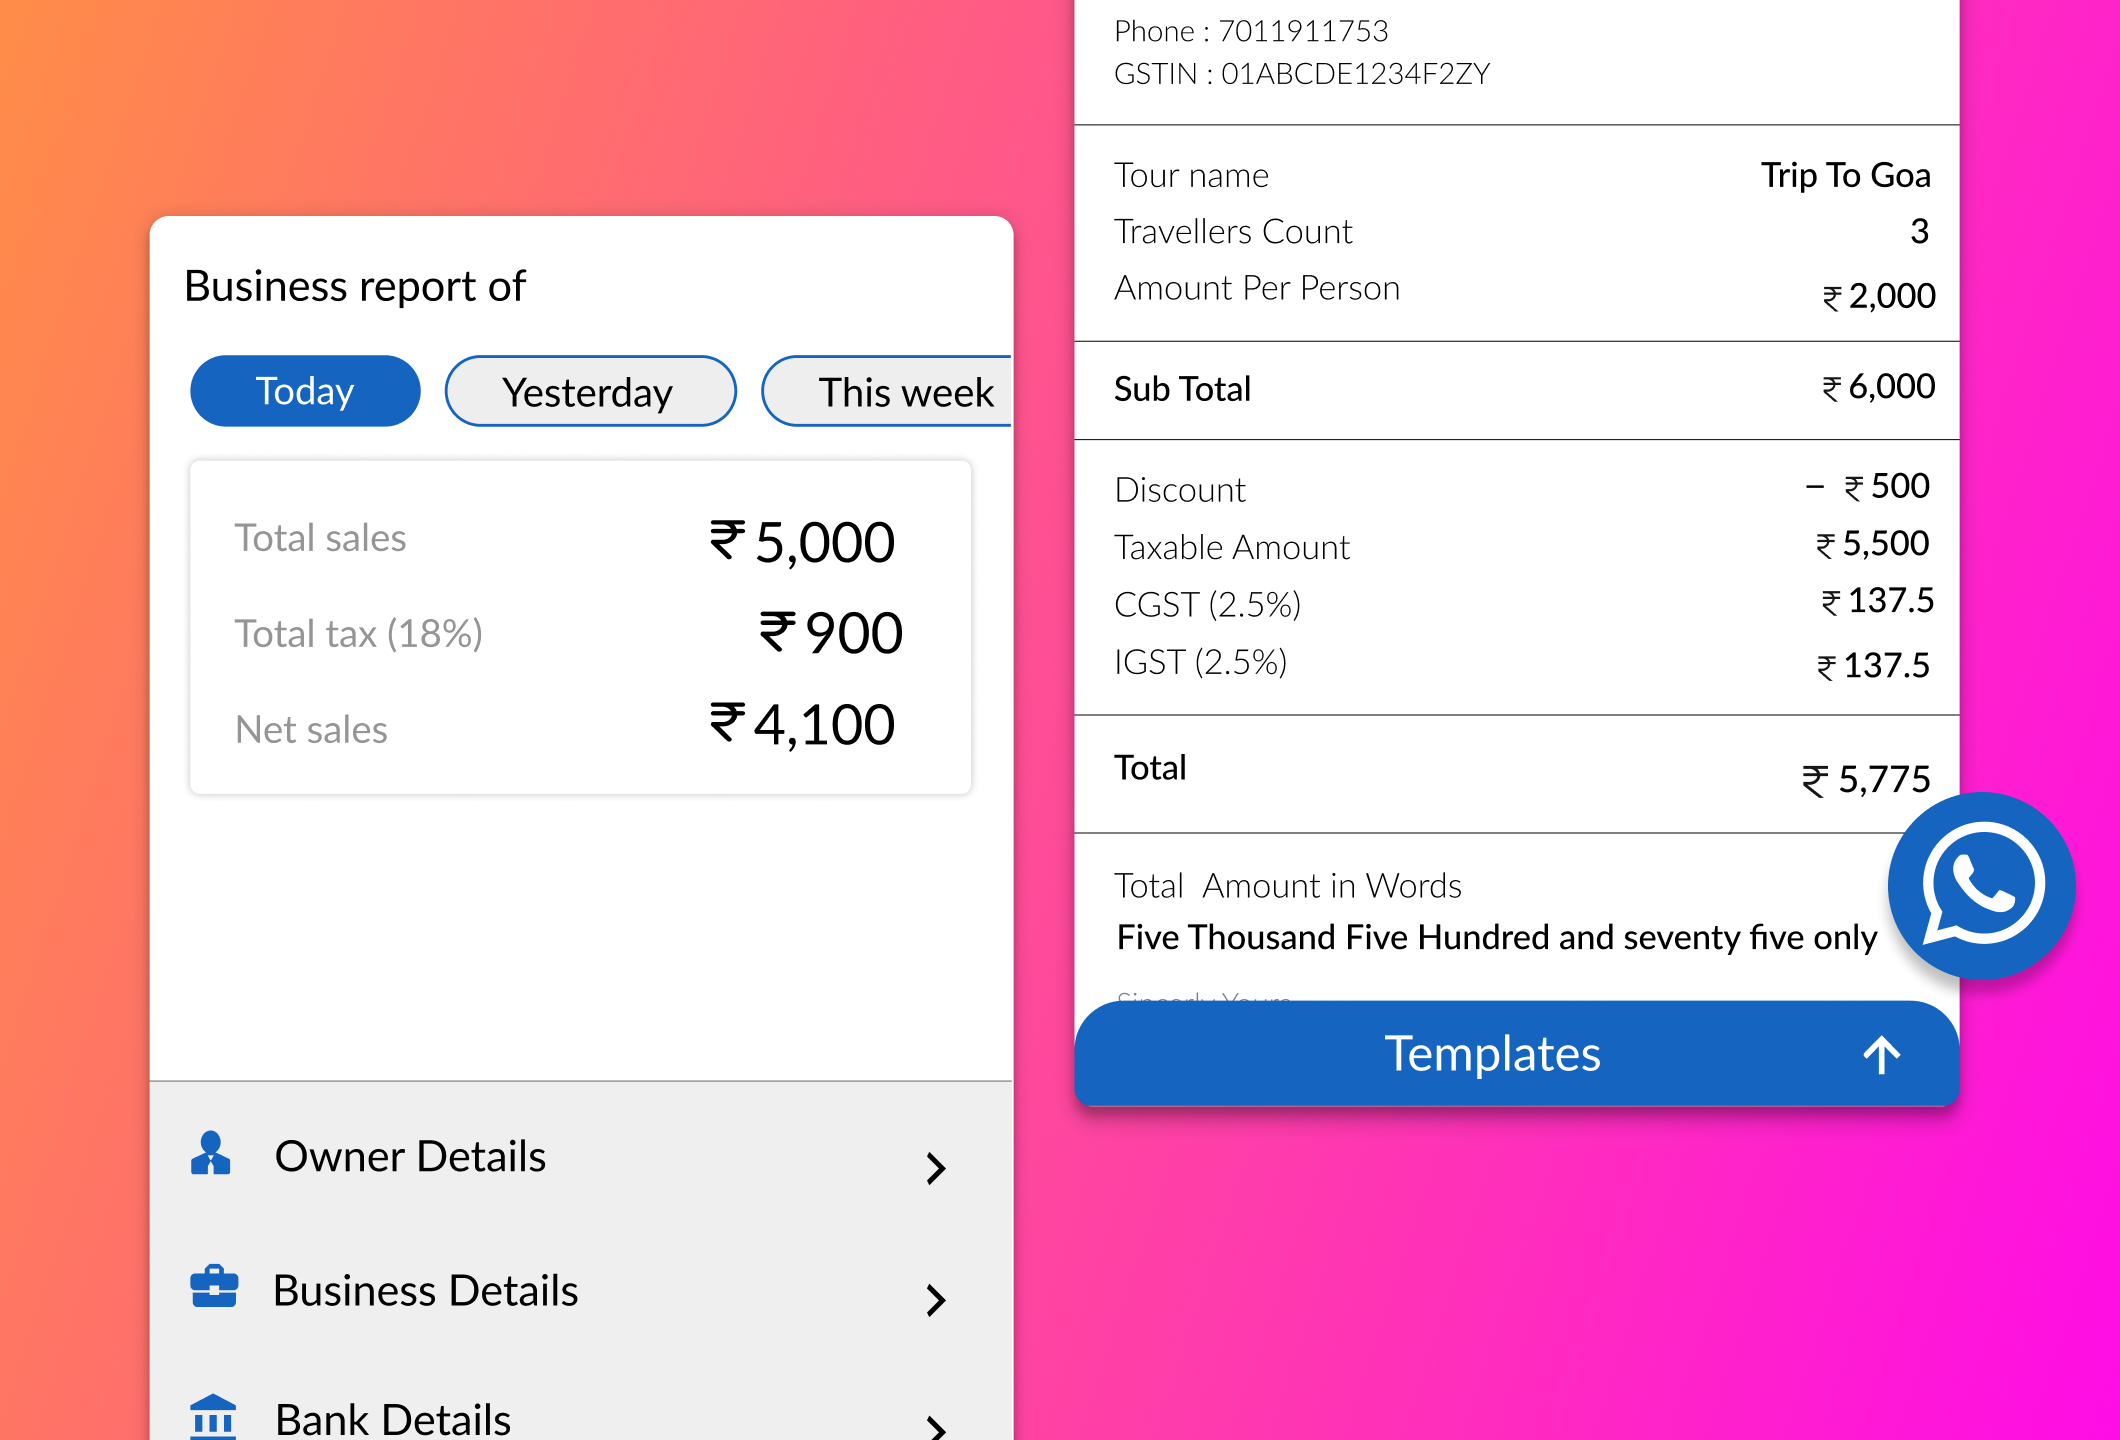 Business report of
Today Yesterday This week
Total sales ₹ 5,000
Total tax (18%) ₹ 900
Net sales ₹ 4,100
Owner Details
Business Details
Bank Details
Phone : 7011911753
GSTIN : 01ABCDE1234F2ZY
Tour name Trip To Goa
Travellers Count 3
Amount Per Person ₹ 2,000
Sub Total ₹ 6,000
Discount – ₹ 500
Taxable Amount ₹ 5,500
CGST (2.5%) ₹ 137.5
IGST (2.5%) ₹ 137.5
Total ₹ 5,775
Total Amount in Words
Five Thousand Five Hundred and seventy five only
Sincerly Yours
Templates